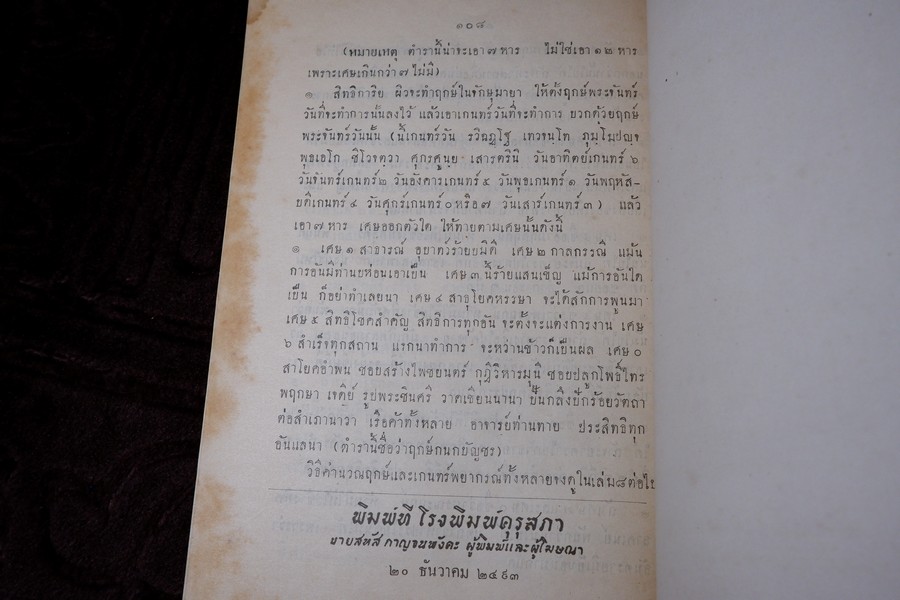 ๑๐๘
(หมายเหตุ ตำรานี้น่าจะเอา ๗ หาร ไม่ใช่เอา ๑๒ หาร
เพราะเศษเกินกว่า ๗ ไม่มี)
๑ สิทธิการิย ผิวจะทำฤกษ์ในจักษุมายา ให้ตั้งฤกษ์พระจันทร์
วันที่จะทำการนั้นลงไว้ แล้วเอาเกนทร์วันที่จะทำการ บวกด้วยฤกษ์
พระจันทร์วันนั้น (นี้เกนทร์วัน รวิฉฎฺโฐ เทวจนฺโท ภุมฺโมปญฺจ
พุธเอโก ชิโวจตฺวา ศุกรศูนฺย เสารตรีนิ วันอาทิตย์เกนทร์ ๖
วันจันทร์เกนทร์ ๒ วันอังคารเกนทร์ ๕ วันพุธเกนทร์ ๑ วันพฤหัส-
บดีเกนทร์ ๔ วันศุกร์เกนทร์ ๐ หรือ ๗ วันเสาร์เกนทร์ ๓) แล้ว
เอา ๗ หาร เศษออกตัวใด ให้ทายตามเศษนั้นดังนี้
๑ เศษ ๑ สาธารณ์ อุบาทว์ร้ายยมิดี เศษ ๒ กาลกรรณี แม้น
การอันมีท่านบห่อนเอาเป็น เศษ ๓ นี้ร้ายแสนเข็ญ แม้การอันใด
เป็น ก็อย่าทำเลยนา เศษ ๔ สาธุโยคหรรษา จะได้สักการพูนมา
เศษ ๕ สิทธิโชคสำคัญ สิทธิการทุกอัน จะตั้งจะแต่งการงาน เศษ
๖ สำเร็จทุกสถาน แรกนาทำการ จะหว่านข้าวก็เป็นผล เศษ ๐
สาโยคอำพน ชอบสร้างไพชยนตร์ กุฎีวิหารมุนี ชอบปลูกโพธิ์ไทร
พฤกษา เจดีย์ รูปพระชินศรี วาดเขียนนานา ปั้นกลึงปักร้อยวัตถา
ต่อสำเภานาวา เรือค้าทั้งหลาย อาจารย์ท่านทาย ประสิทธิทุก
อันแลนา (ตำรานี้ชื่อว่าฤกษ์กนกบัญชร)
วิธีคำนวณฤกษ์และเกนทร์พยากรณ์ทั้งหลายจงดูในเล่ม ๘ ต่อไป
พิมพ์ที่ โรงพิมพ์คุรุสภา
นายสหัส กาญจนพังคะ ผู้พิมพ์และผู้โฆษณา
๒๐ ธันวาคม ๒๔๙๓